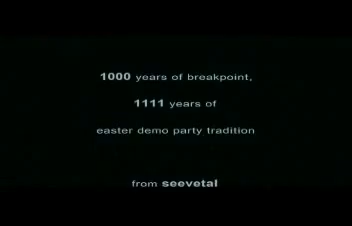 1000 years of breakpoint,
1111 years of
easter demo party tradition
from seevetal